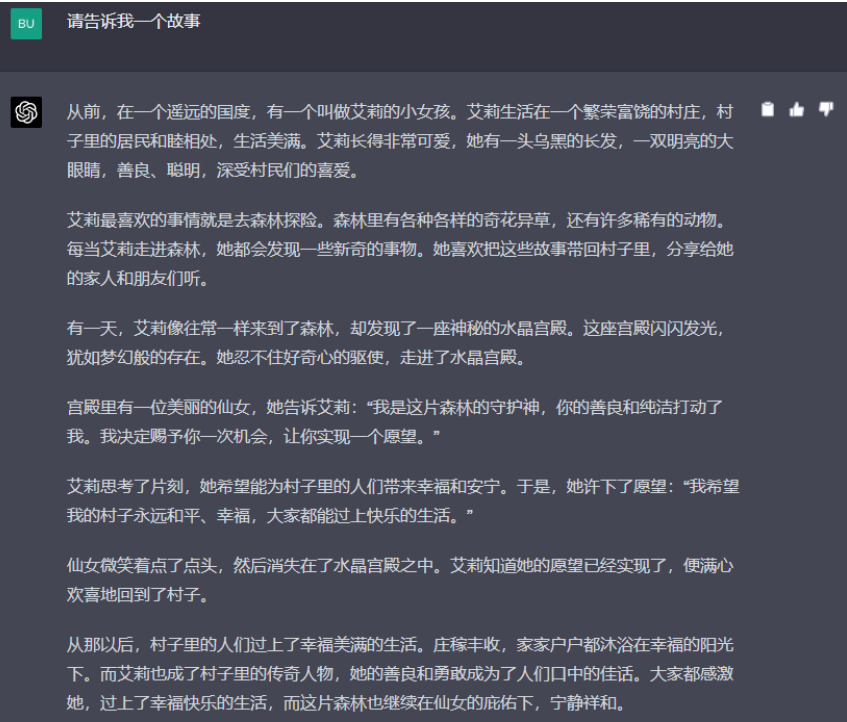 BU
请告诉我一个故事
从前，在一个遥远的国度，有一个叫做艾莉的小女孩。艾莉生活在一个繁荣富饶的村庄，村
子里的居民和睦相处，生活美满。艾莉长得非常可爱，她有一头乌黑的长发，一双明亮的大
眼睛，善良、聪明，深受村民们的喜爱。
艾莉最喜欢的事情就是去森林探险。森林里有各种各样的奇花异草，还有许多稀有的动物。
每当艾莉走进森林，她都会发现一些新奇的事物。她喜欢把这些故事带回村子里，分享给她
的家人和朋友们听。
有一天，艾莉像往常一样来到了森林，却发现了一座神秘的水晶宫殿。这座宫殿闪闪发光，
犹如梦幻般的存在。她忍不住好奇心的驱使，走进了水晶宫殿。
宫殿里有一位美丽的仙女，她告诉艾莉：“我是这片森林的守护神，你的善良和纯洁打动了
我。我决定赐予你一次机会，让你实现一个愿望。”
艾莉思考了片刻，她希望能为村子里的人们带来幸福和安宁。于是，她许下了愿望：“我希望
我的村子永远和平、幸福，大家都能过上快乐的生活。”
仙女微笑着点了点头，然后消失在了水晶宫殿之中。艾莉知道她的愿望已经实现了，便满心
欢喜地回到了村子。
从那以后，村子里的人们过上了幸福美满的生活。庄稼丰收，家家户户都沐浴在幸福的阳光
下。而艾莉也成了村子里的传奇人物，她的善良和勇敢成为了人们口中的佳话。大家都感激
她，过上了幸福快乐的生活，而这片森林也继续在仙女的庇佑下，宁静祥和。